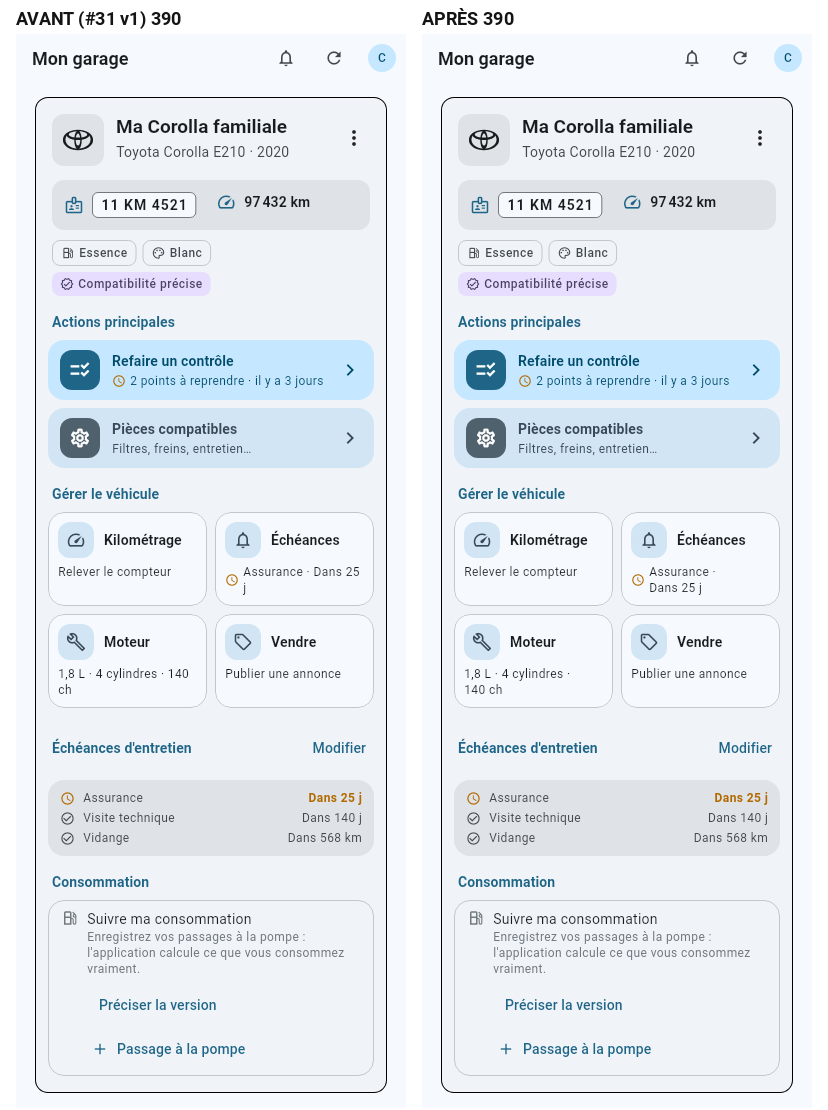 AVANT (#31 v1) 390
Mon garage
C
Ma Corolla familiale
Toyota Corolla E210 · 2020
11 KM 4521
97 432 km
Essence
Blanc
Compatibilité précise
Actions principales
Refaire un contrôle
2 points à reprendre · il y a 3 jours
Pièces compatibles
Filtres, freins, entretien…
Gérer le véhicule
Kilométrage
Relever le compteur
Échéances
Assurance · Dans 25
j
Moteur
1,8 L · 4 cylindres · 140
ch
Vendre
Publier une annonce
Échéances d'entretien
Modifier
Assurance
Dans 25 j
Visite technique
Dans 140 j
Vidange
Dans 568 km
Consommation
Suivre ma consommation
Enregistrez vos passages à la pompe :
l'application calcule ce que vous consommez
vraiment.
Préciser la version
+ Passage à la pompe
APRÈS 390
Mon garage
C
Ma Corolla familiale
Toyota Corolla E210 · 2020
11 KM 4521
97 432 km
Essence
Blanc
Compatibilité précise
Actions principales
Refaire un contrôle
2 points à reprendre · il y a 3 jours
Pièces compatibles
Filtres, freins, entretien…
Gérer le véhicule
Kilométrage
Relever le compteur
Échéances
Assurance ·
Dans 25 j
Moteur
1,8 L · 4 cylindres ·
140 ch
Vendre
Publier une annonce
Échéances d'entretien
Modifier
Assurance
Dans 25 j
Visite technique
Dans 140 j
Vidange
Dans 568 km
Consommation
Suivre ma consommation
Enregistrez vos passages à la pompe :
l'application calcule ce que vous consommez
vraiment.
Préciser la version
+ Passage à la pompe